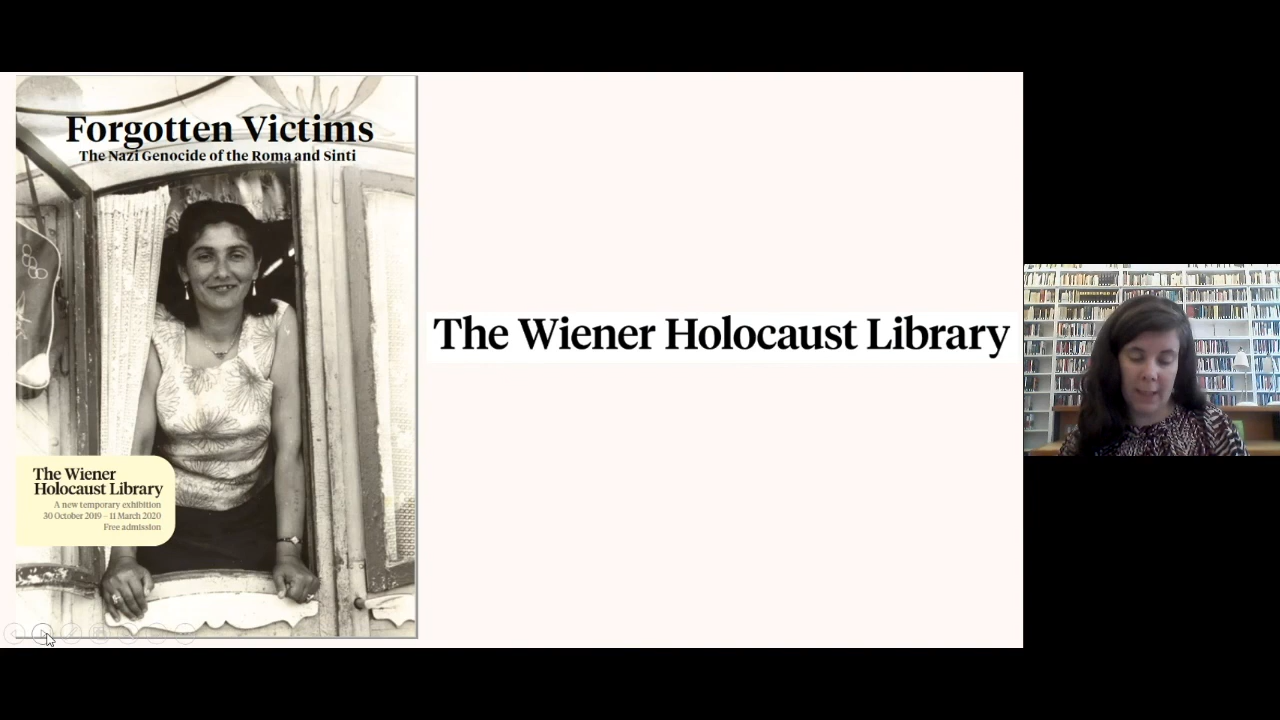 Forgotten Victims
The Nazi Genocide of the Roma and Sinti
The Wiener
Holocaust Library
A new temporary exhibition
30 October 2019 – 11 March 2020
Free admission
The Wiener Holocaust Library